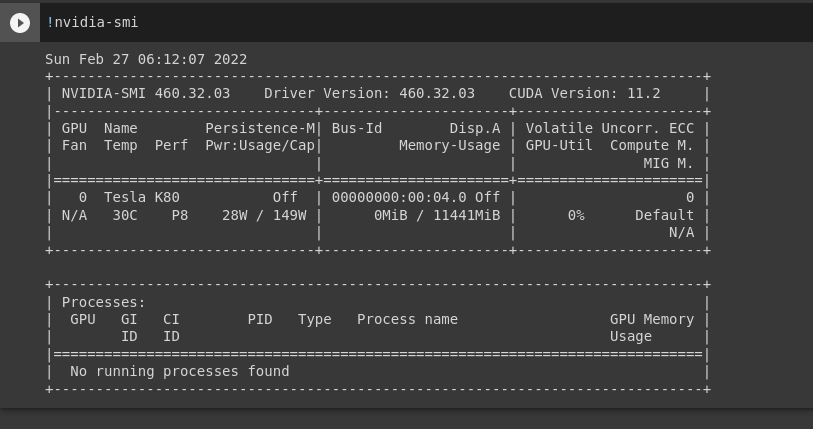 !nvidia-smi
Sun Feb 27 06:12:07 2022
+-----------------------------------------------------------------------------+
| NVIDIA-SMI 460.32.03    Driver Version: 460.32.03    CUDA Version: 11.2     |
|-------------------------------+----------------------+----------------------+
| GPU  Name        Persistence-M| Bus-Id        Disp.A | Volatile Uncorr. ECC |
| Fan  Temp  Perf  Pwr:Usage/Cap|         Memory-Usage | GPU-Util  Compute M. |
|                               |                      |               MIG M. |
|===============================+======================+======================|
|   0  Tesla K80           Off  | 00000000:00:04.0 Off |                    0 |
| N/A   30C    P8    28W / 149W |      0MiB / 11441MiB |      0%      Default |
|                               |                      |                  N/A |
+-------------------------------+----------------------+----------------------+

+-----------------------------------------------------------------------------+
| Processes:                                                                  |
|  GPU   GI   CI        PID   Type   Process name                  GPU Memory |
|        ID   ID                                                   Usage      |
|=============================================================================|
|  No running processes found                                                 |
+-----------------------------------------------------------------------------+